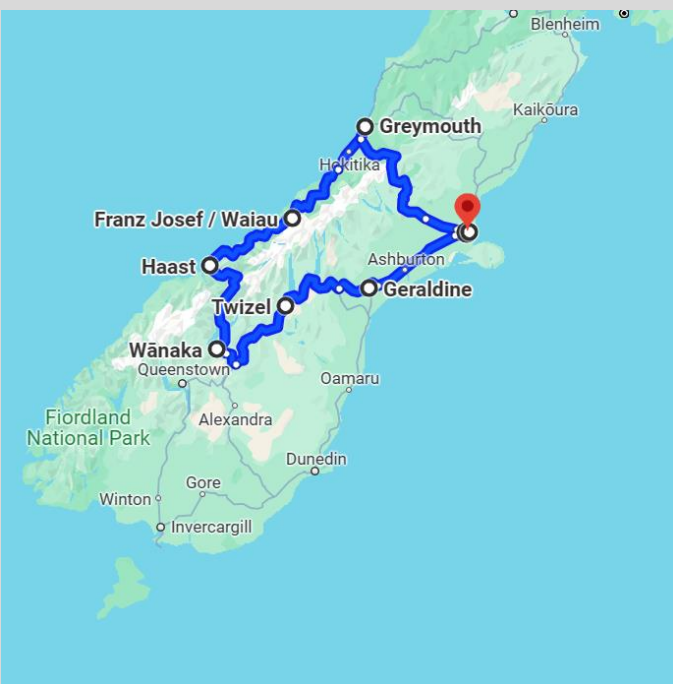 Blenheim
Kaikōura
Greymouth
Hokitika
Franz Josef / Waiau
Ashburton
Haast
Geraldine
Twizel
Wānaka
Queenstown
Oamaru
Alexandra
Fiordland
National Park
Dunedin
Gore
Winton
Invercargill